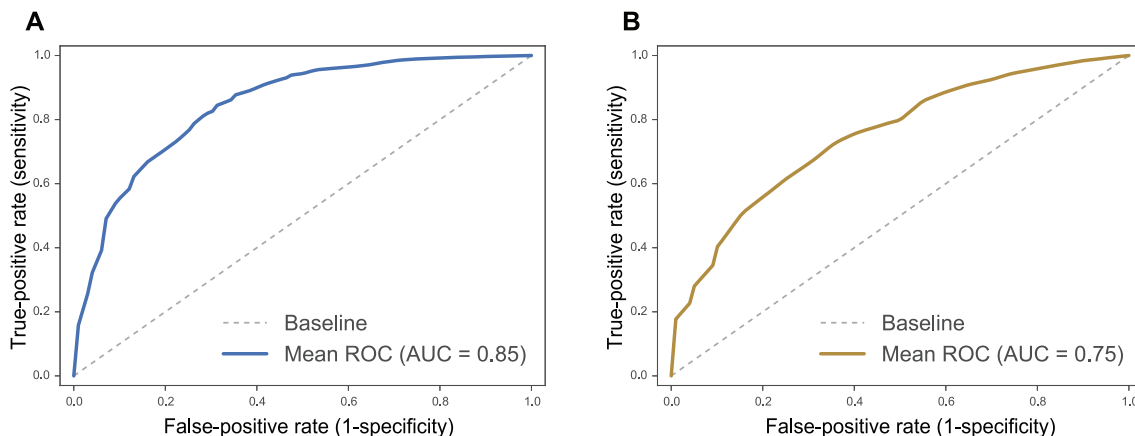 A
True-positive rate (sensitivity)
1.0
0.8
0.6
0.4
0.2
0.0
Baseline
Mean ROC (AUC = 0.85)
0.0 0.2 0.4 0.6 0.8 1.0
False-positive rate (1-specificity)
B
True-positive rate (sensitivity)
1.0
0.8
0.6
0.4
0.2
0.0
Baseline
Mean ROC (AUC = 0.75)
0.0 0.2 0.4 0.6 0.8 1.0
False-positive rate (1-specificity)